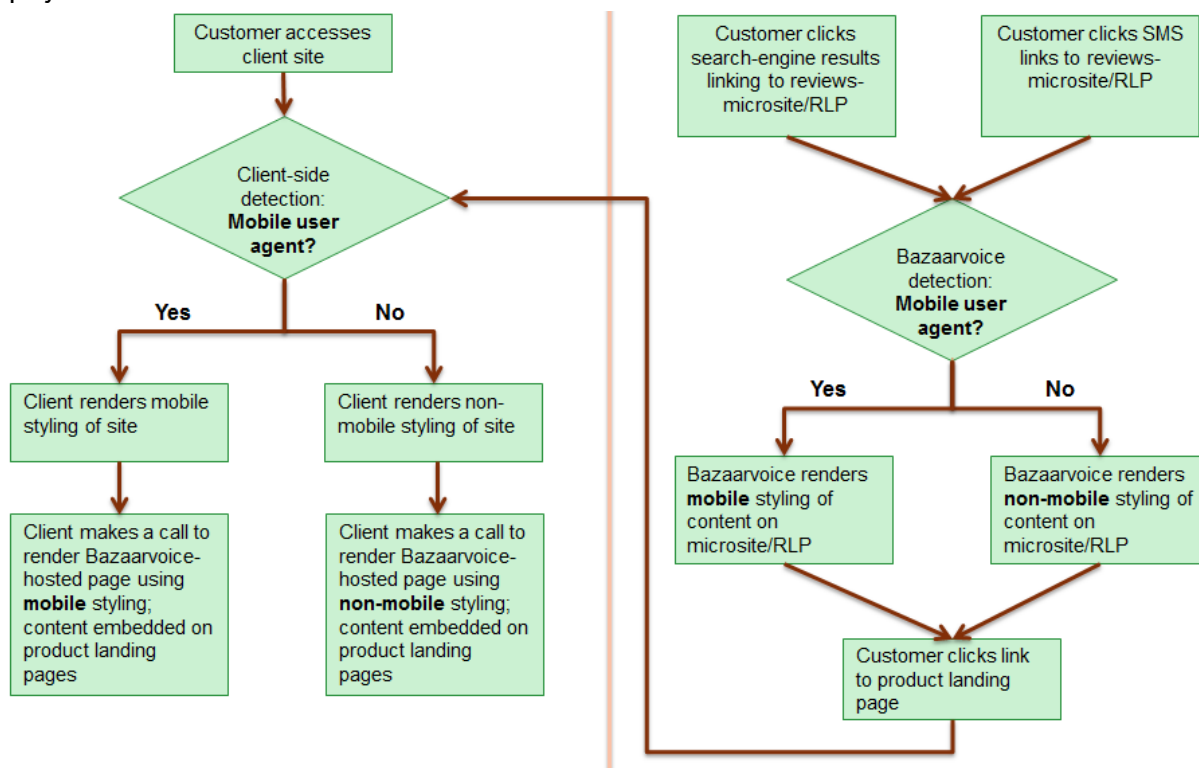 Customer accesses
client site
Client-side
detection:
Mobile user
agent?
Yes
No
Client renders mobile
styling of site
Client renders non-
mobile styling of site
Client makes a call to
render Bazaarvoice-
hosted page using
mobile styling;
content embedded on
product landing
pages
Client makes a call to
render Bazaarvoice-
hosted page using
non-mobile styling;
content embedded on
product landing
pages
Customer clicks
search-engine results
linking to reviews-
microsite/RLP
Customer clicks SMS
links to reviews-
microsite/RLP
Bazaarvoice
detection:
Mobile user
agent?
Yes
No
Bazaarvoice renders
mobile styling of
content on
microsite/RLP
Bazaarvoice renders
non-mobile styling of
content on
microsite/RLP
Customer clicks link
to product landing
page